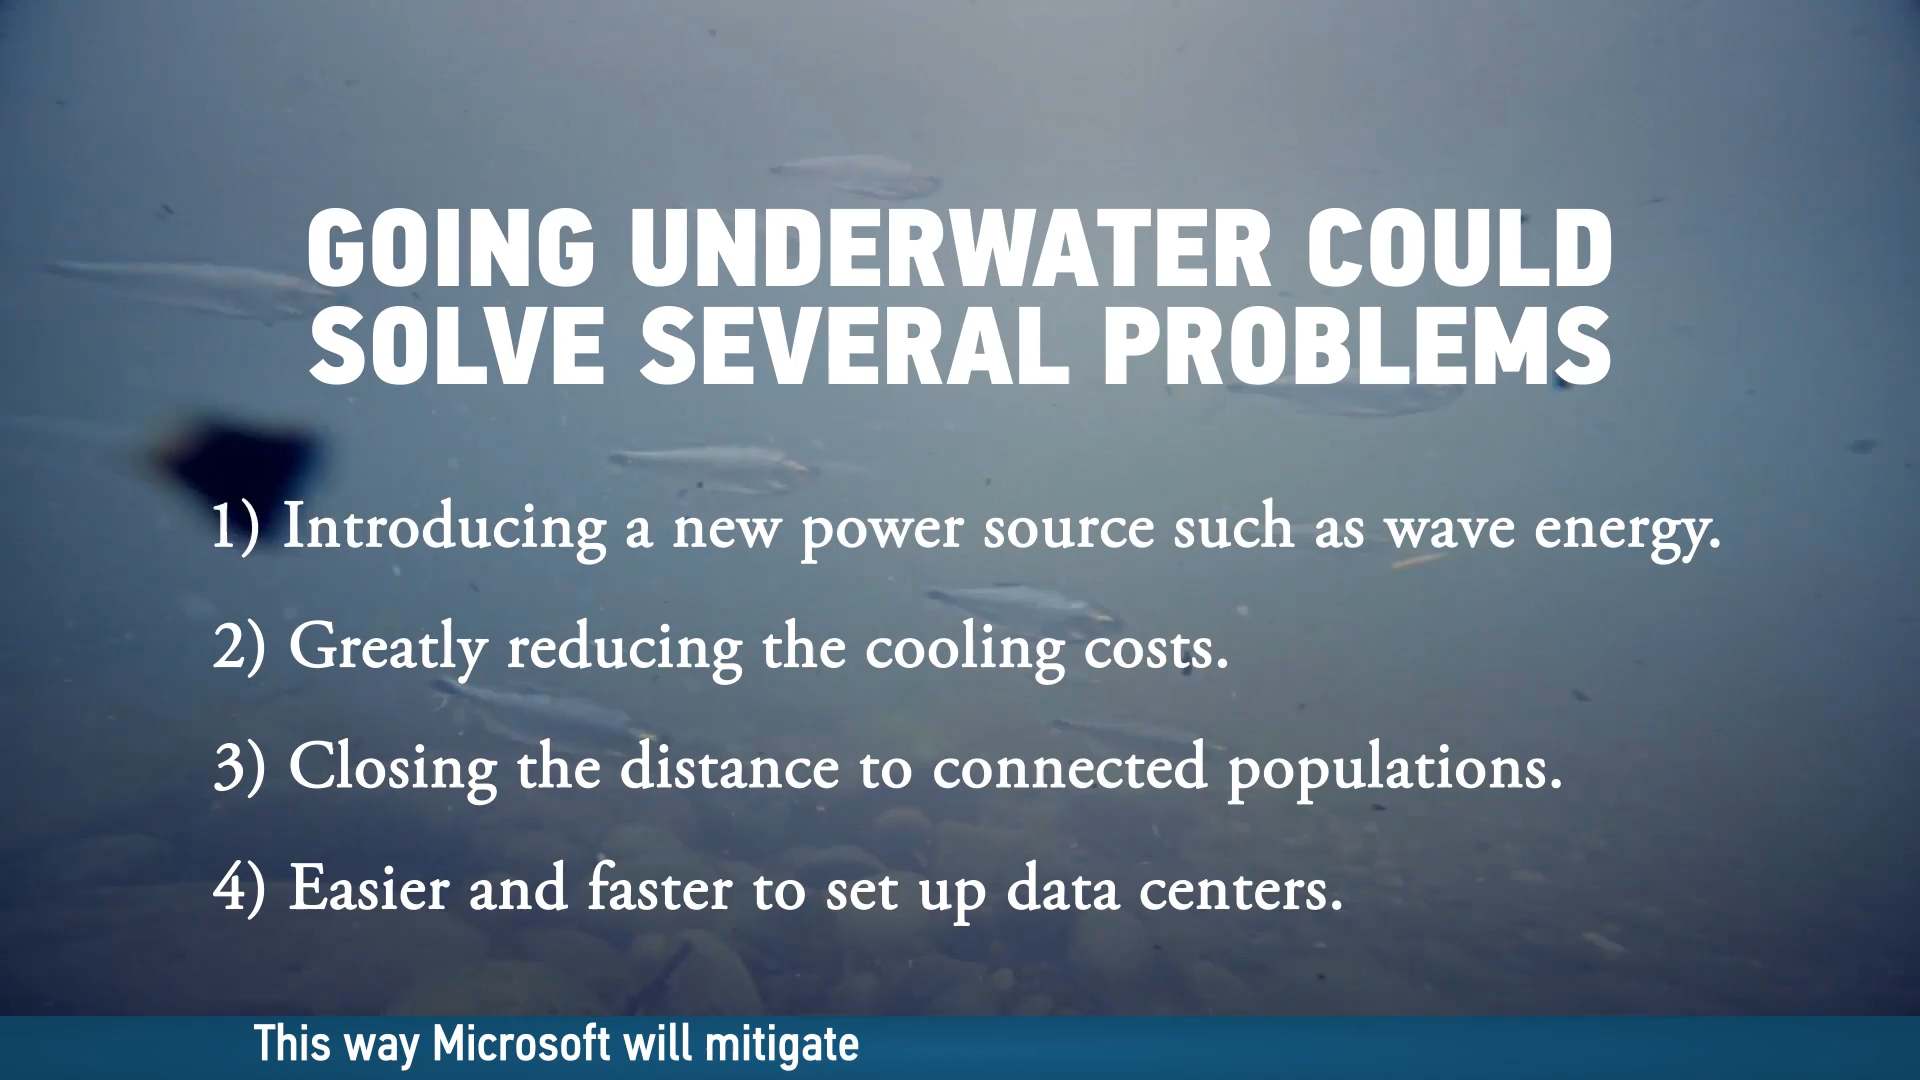 GOING UNDERWATER COULD
SOLVE SEVERAL PROBLEMS
1) Introducing a new power source such as wave energy.
2) Greatly reducing the cooling costs.
3) Closing the distance to connected populations.
4) Easier and faster to set up data centers.
This way Microsoft will mitigate